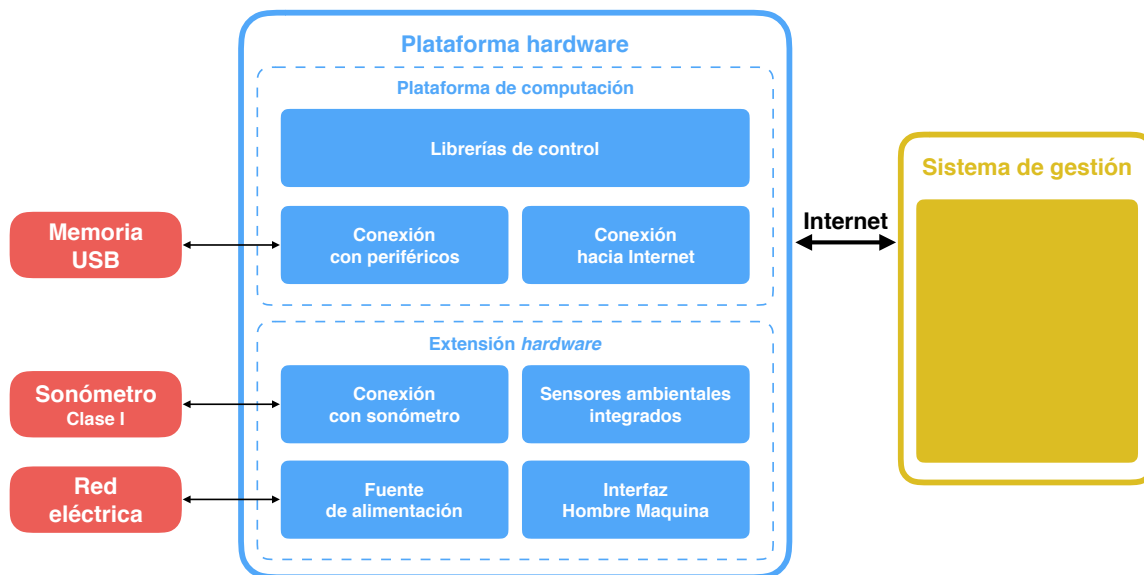 Plataforma hardware
Plataforma de computación
Librerías de control
Conexión
con periféricos
Conexión
hacia Internet
Memoria
USB
Extensión hardware
Conexión
con sonómetro
Sensores ambientales
integrados
Sonómetro
Clase I
Fuente
de alimentación
Interfaz
Hombre Maquina
Red
eléctrica
Internet
Sistema de gestión